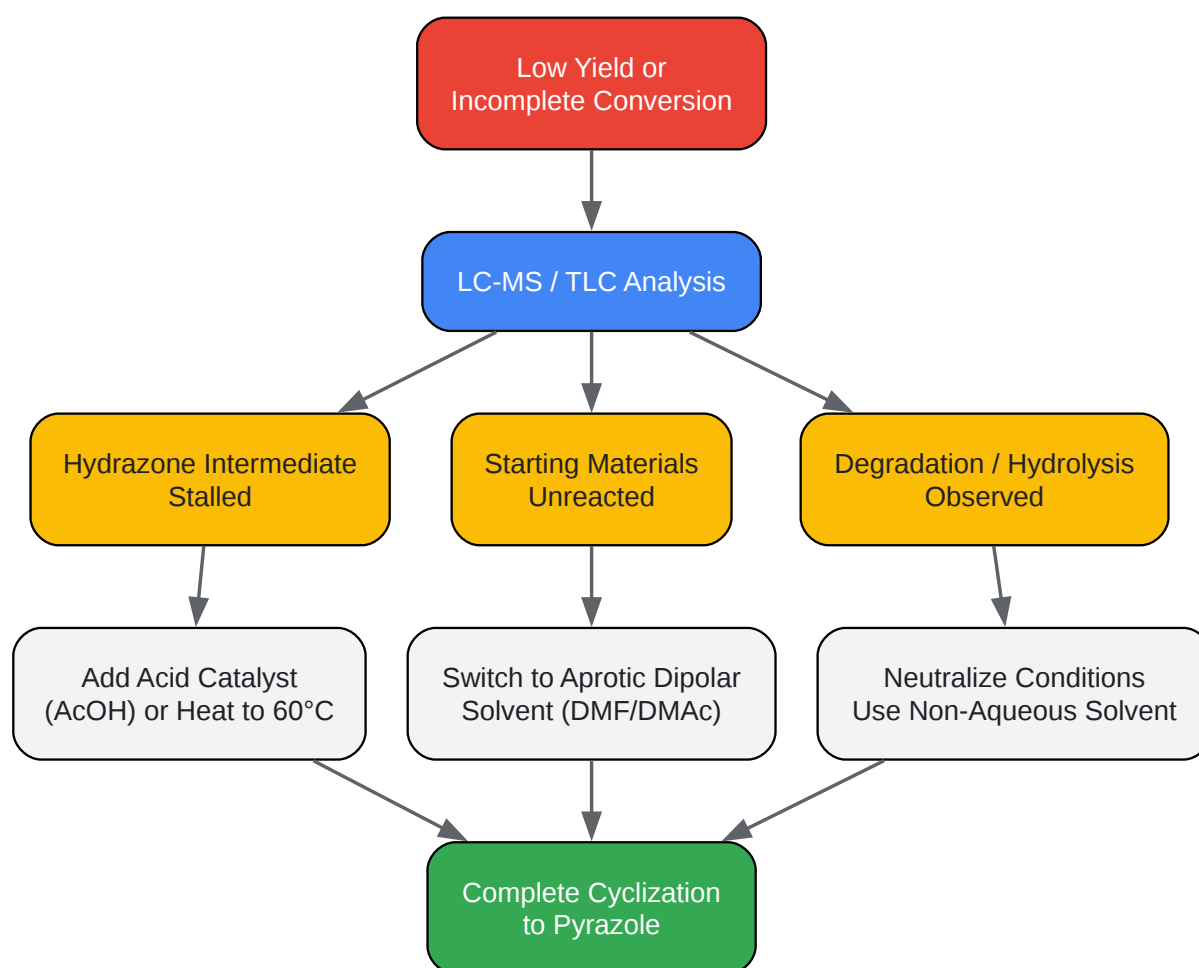 Low Yield or
Incomplete Conversion
LC-MS / TLC Analysis
Hydrazone Intermediate
Stalled
Starting Materials
Unreacted
Degradation / Hydrolysis
Observed
Add Acid Catalyst
(AcOH) or Heat to 60°C
Switch to Aprotic Dipolar
Solvent (DMF/DMAc)
Neutralize Conditions
Use Non-Aqueous Solvent
Complete Cyclization
to Pyrazole